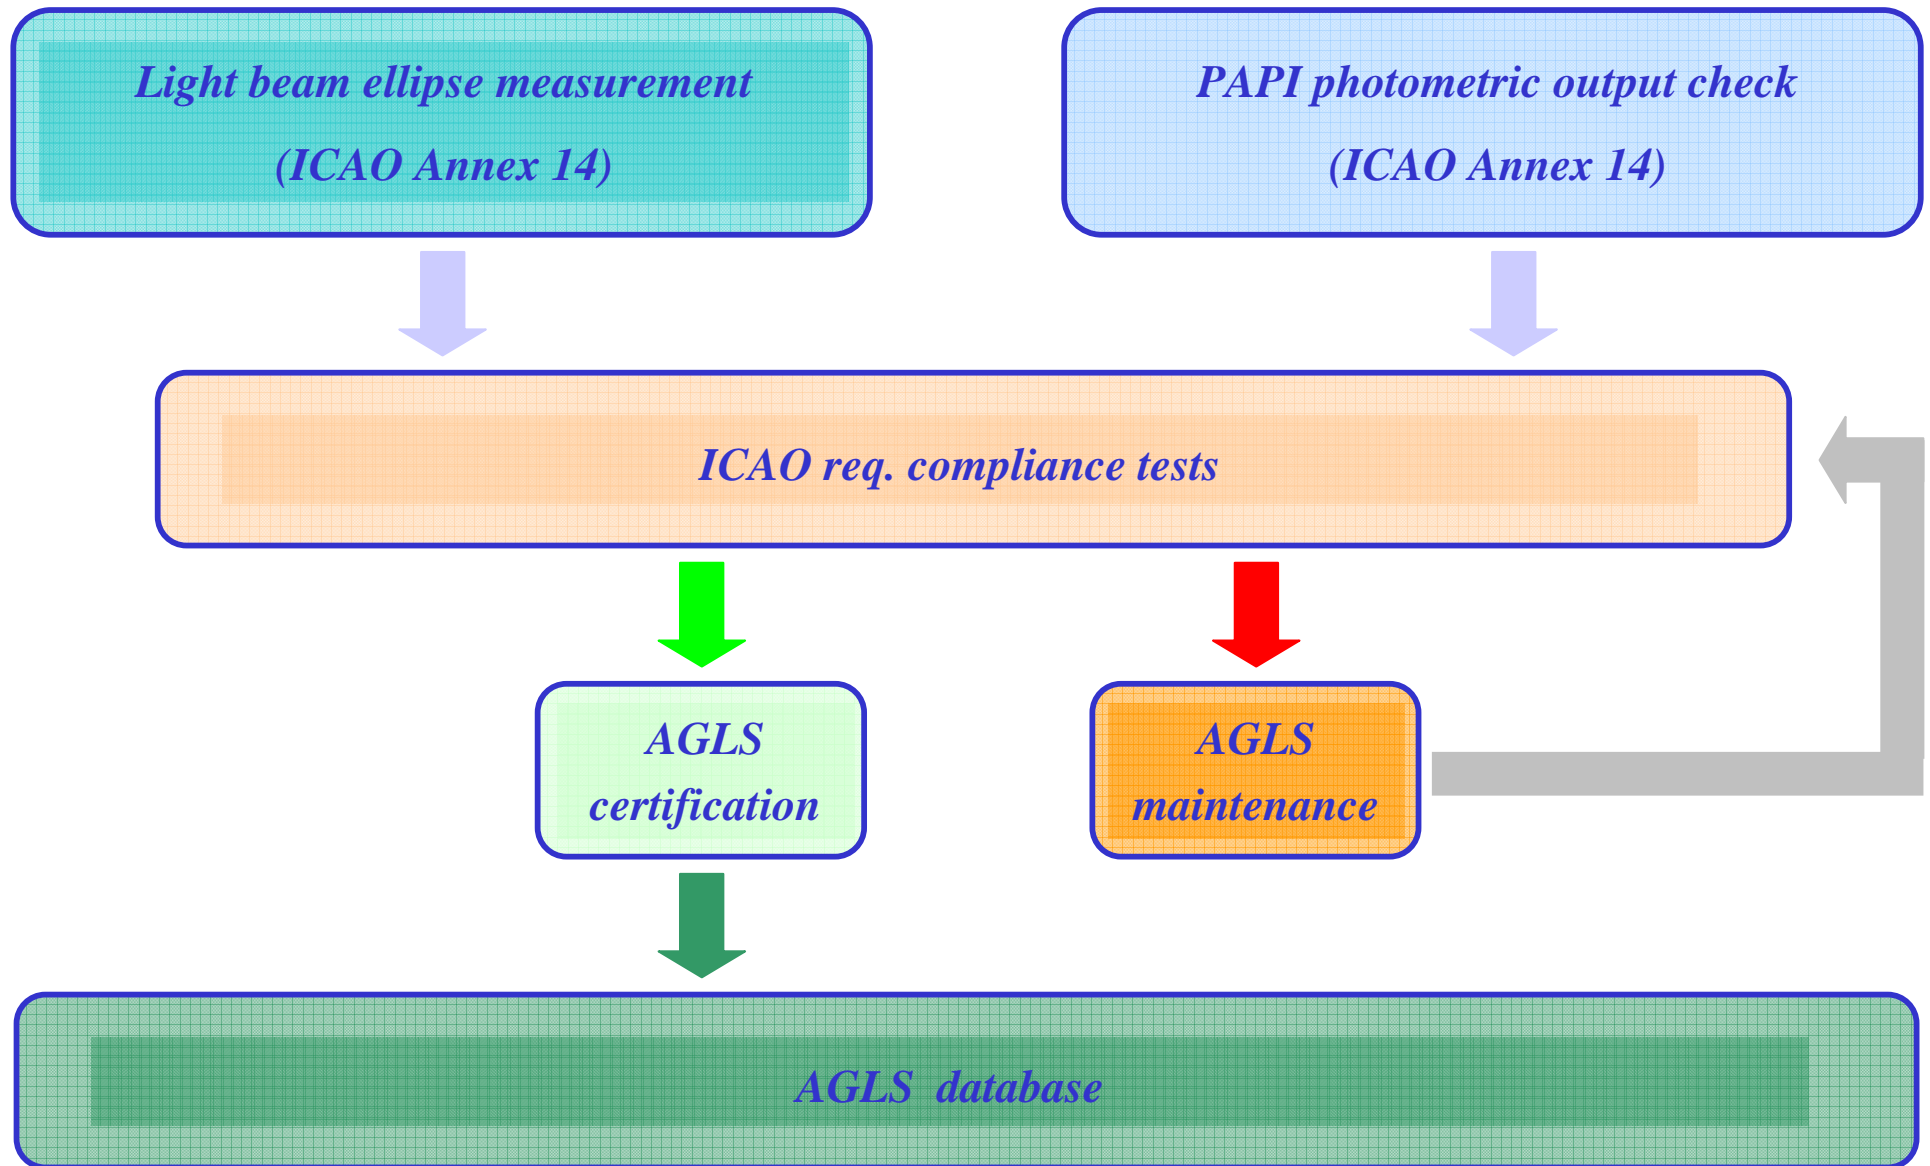 Light beam ellipse measurement
(ICAO Annex 14)
PAPI photometric output check
(ICAO Annex 14)
ICAO req. compliance tests
AGLS
certification
AGLS
maintenance
AGLS database